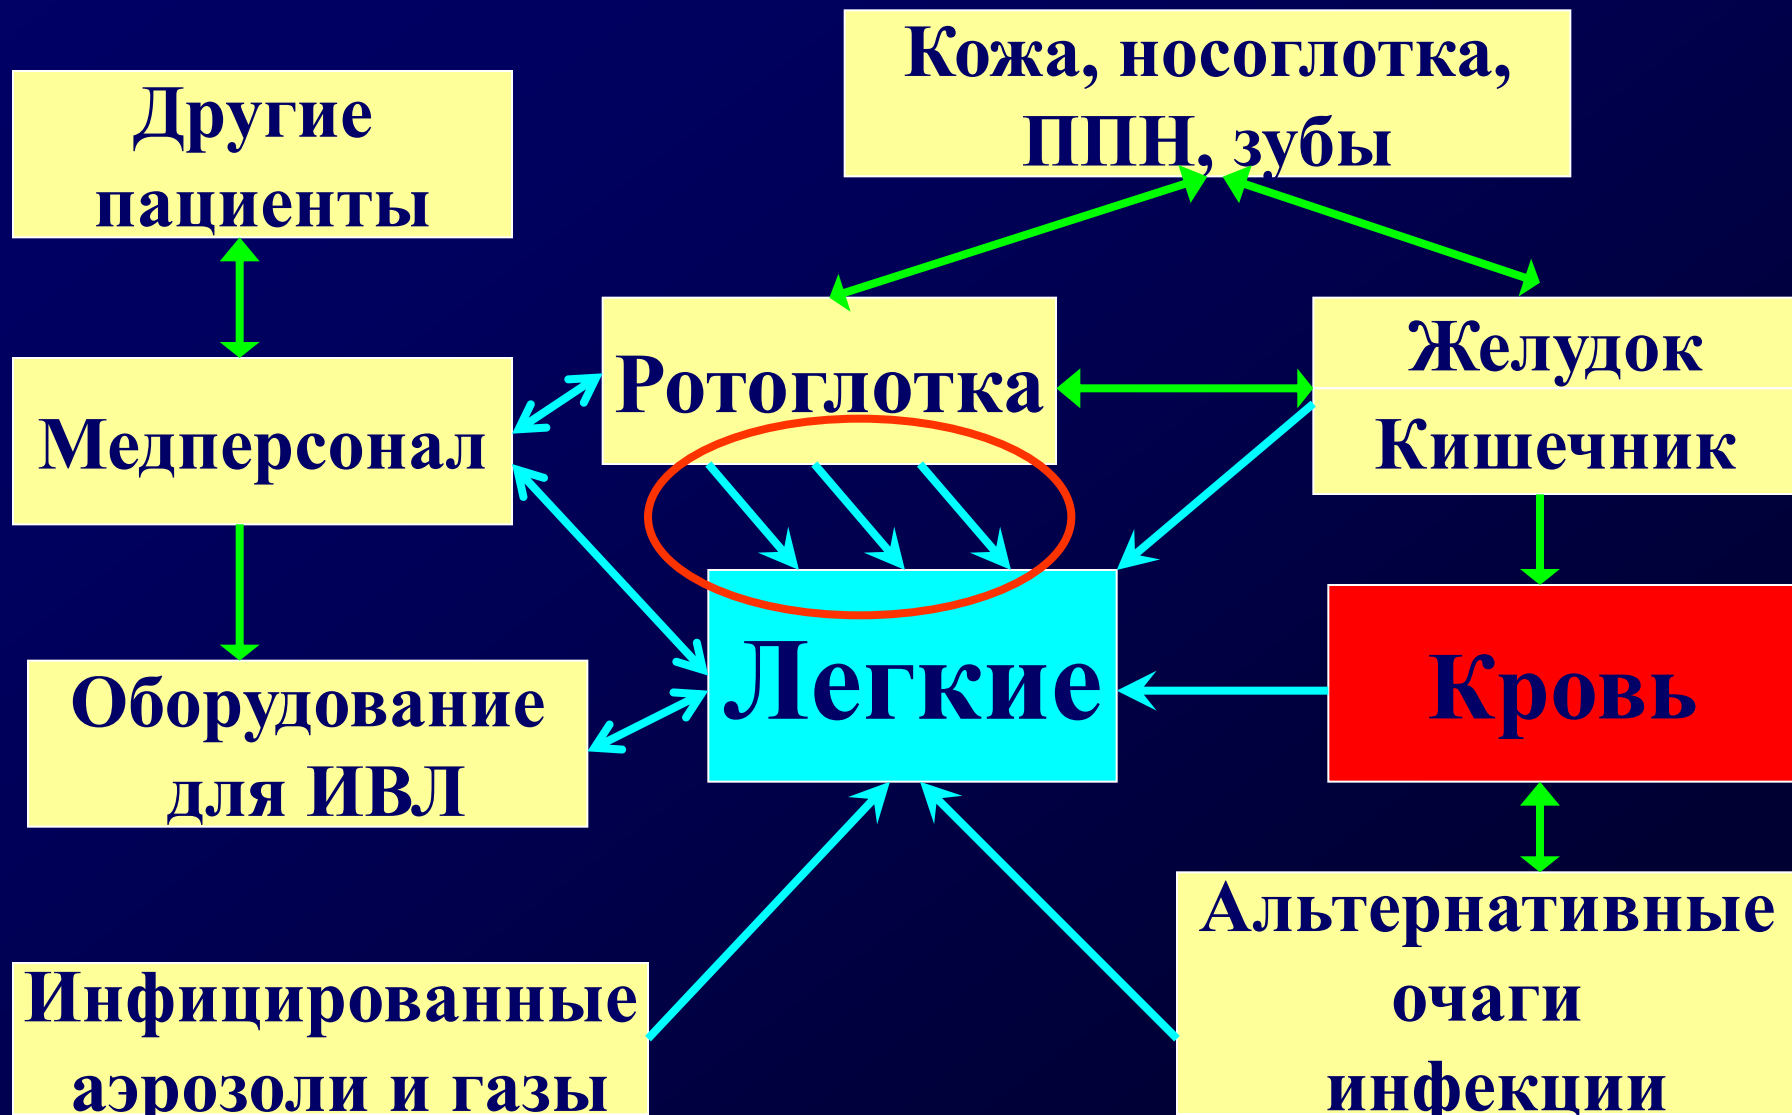 Кожа, носоглотка,
ППН, зубы
Другие
пациенты
Ротоглотка
Желудок
Кишечник
Медперсонал
Легкие
Кровь
Оборудование
для ИВЛ
Альтернативные
очаги
инфекции
Инфицированные
аэрозоли и газы